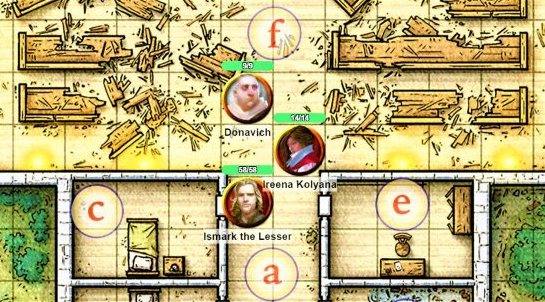 f
9/9
Donavich
14/14
58/58
Ireena Kolyana
c
e
Ismark the Lesser
a